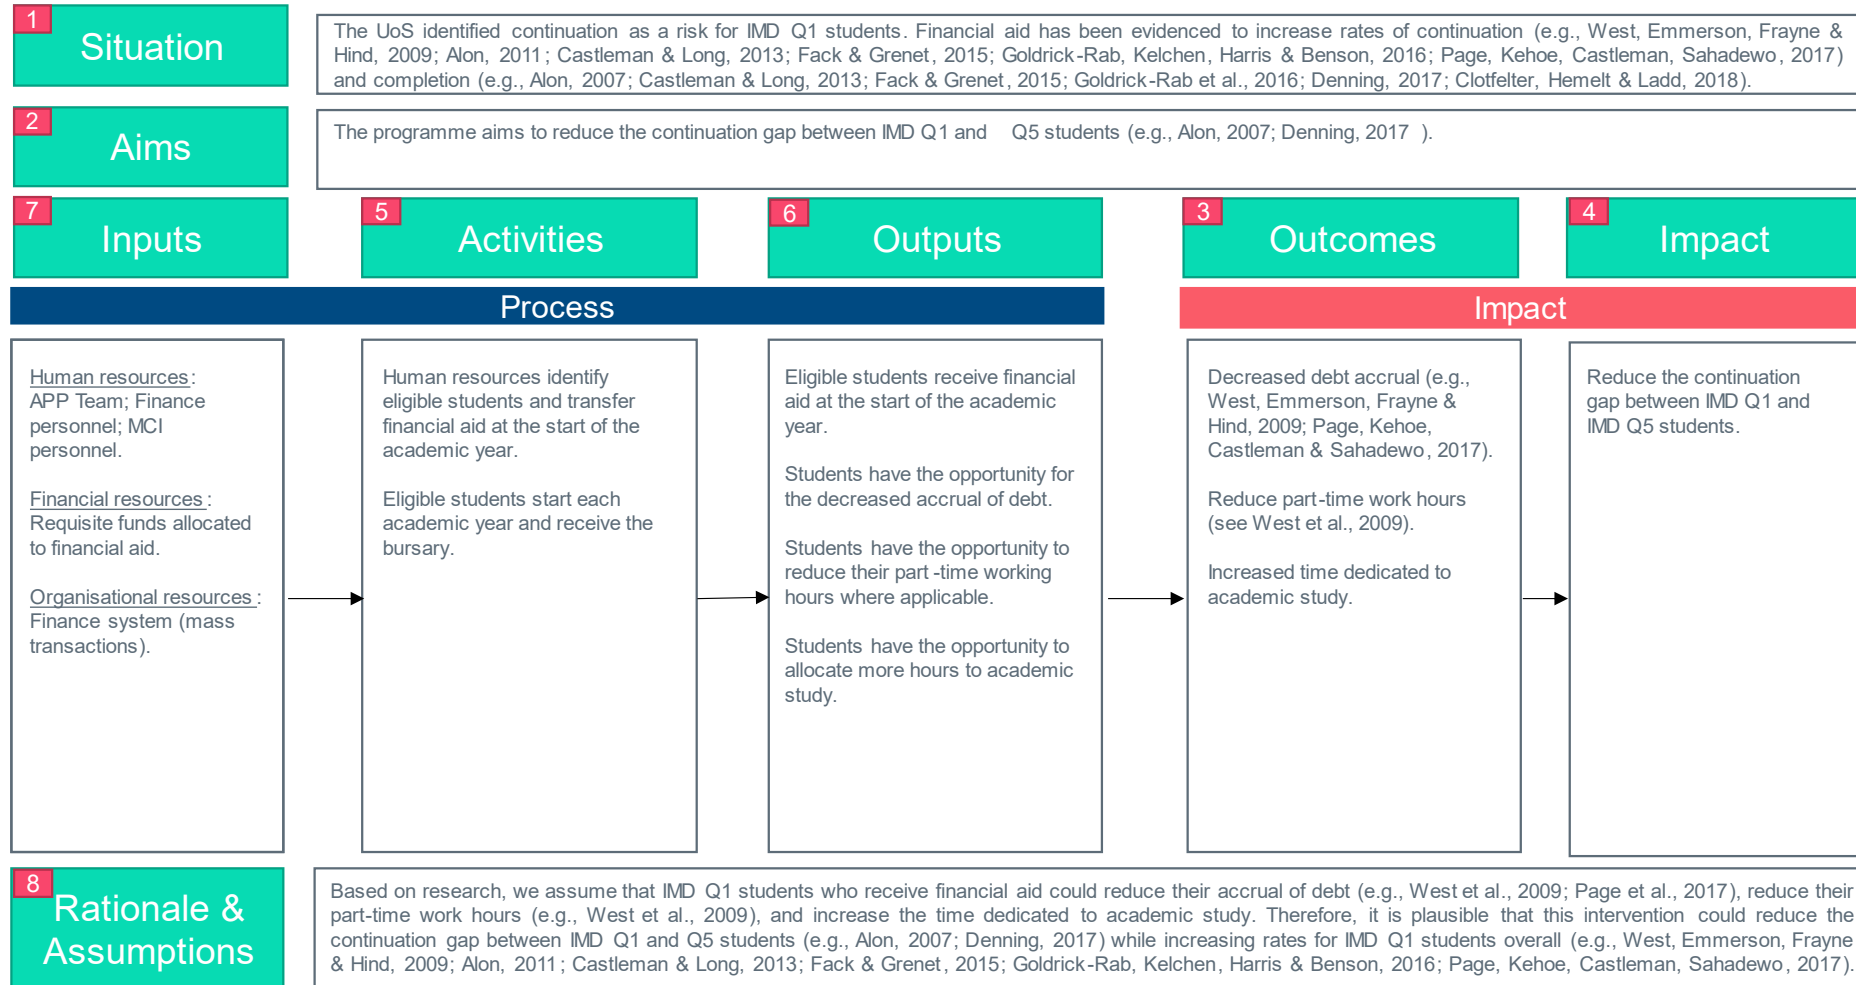 1
Situation
The UoS identified continuation as a risk for IMD Q1 students. Financial aid has been evidenced to increase rates of continuation (e.g., West, Emmerson, Frayne &
Hind, 2009; Alon, 2011; Castleman & Long, 2013; Fack & Grenet, 2015; Goldrick-Rab, Kelchen, Harris & Benson, 2016; Page, Kehoe, Castleman, Sahadewo, 2017)
and completion (e.g., Alon, 2007; Castleman & Long, 2013; Fack & Grenet, 2015; Goldrick-Rab et al., 2016; Denning, 2017; Clotfelter, Hemelt & Ladd, 2018).
2
Aims
The programme aims to reduce the continuation gap between IMD Q1 and Q5 students (e.g., Alon, 2007; Denning, 2017 ).
7
Inputs
5
Activities
6
Outputs
3
Outcomes
4
Impact
Process
Impact
Human resources:
APP Team; Finance
personnel; MCI
personnel.
Financial resources:
Requisite funds allocated
to financial aid.
Organisational resources:
Finance system (mass
transactions).
Human resources identify
eligible students and transfer
financial aid at the start of the
academic year.
Eligible students start each
academic year and receive the
bursary.
Eligible students receive financial
aid at the start of the academic
year.
Students have the opportunity for
the decreased accrual of debt.
Students have the opportunity to
reduce their part-time working
hours where applicable.
Students have the opportunity to
allocate more hours to academic
study.
Decreased debt accrual (e.g.,
West, Emmerson, Frayne &
Hind, 2009; Page, Kehoe,
Castleman & Sahadewo, 2017).
Reduce part-time work hours
(see West et al., 2009).
Increased time dedicated to
academic study.
Reduce the continuation
gap between IMD Q1 and
IMD Q5 students.
8
Rationale &
Assumptions
Based on research, we assume that IMD Q1 students who receive financial aid could reduce their accrual of debt (e.g., West et al., 2009; Page et al., 2017), reduce their
part-time work hours (e.g., West et al., 2009), and increase the time dedicated to academic study. Therefore, it is plausible that this intervention could reduce the
continuation gap between IMD Q1 and Q5 students (e.g., Alon, 2007; Denning, 2017) while increasing rates for IMD Q1 students overall (e.g., West, Emmerson, Frayne
& Hind, 2009; Alon, 2011; Castleman & Long, 2013; Fack & Grenet, 2015; Goldrick-Rab, Kelchen, Harris & Benson, 2016; Page, Kehoe, Castleman, Sahadewo, 2017).